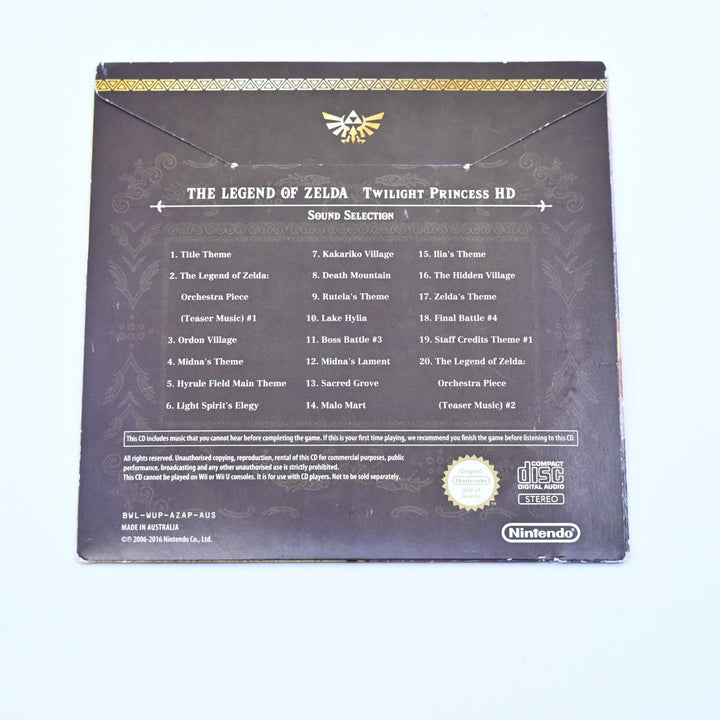 THE LEGEND OF ZELDA TWILIGHT PRINCESS HD
SOUND SELECTION
1. Title Theme
2. The Legend of Zelda:
Orchestra Piece
(Teaser Music) #1
3. Ordon Village
4. Midna's Theme
5. Hyrule Field Main Theme
6. Light Spirit's Elegy
7. Kakariko Village
8. Death Mountain
9. Rutela's Theme
10. Lake Hylia
11. Boss Battle #3
12. Midna's Lament
13. Sacred Grove
14. Malo Mart
15. Ilia's Theme
16. The Hidden Village
17. Zelda's Theme
18. Final Battle #4
19. Staff Credits Theme #1
20. The Legend of Zelda:
Orchestra Piece
(Teaser Music) #2
This CD includes music that you cannot hear before completing the game. If this is your first time playing, we recommend you finish the game before listening to this CD.
All rights reserved. Unauthorised copying, reproduction, rental of this CD for commercial purposes, public
performance, broadcasting and any other unauthorised use is strictly prohibited.
This CD cannot be played on Wii or Wii U consoles. It is for use with CD players. Not to be sold separately.
BWL-WUP-AZAP-AUS
MADE IN AUSTRALIA
©℗ 2006-2016 Nintendo Co., Ltd.
Original
Nintendo
Seal of
Quality
COMPACT
disc
DIGITAL AUDIO
STEREO
Nintendo